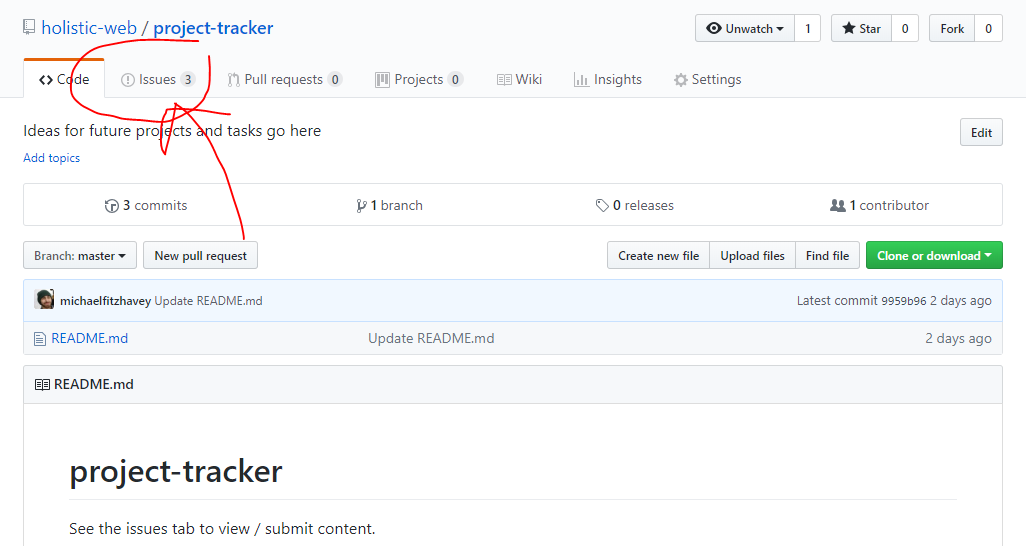 holistic-web / project-tracker
Unwatch 1 Star 0 Fork 0
Code Issues 3 Pull requests 0 Projects 0 Wiki Insights Settings
Ideas for future projects and tasks go here
Edit
Add topics
3 commits 1 branch 0 releases 1 contributor
Branch: master New pull request Create new file Upload files Find file Clone or download
michaelfitzhavey Update README.md Latest commit 9959b96 2 days ago
README.md Update README.md 2 days ago
README.md
project-tracker
See the issues tab to view / submit content.